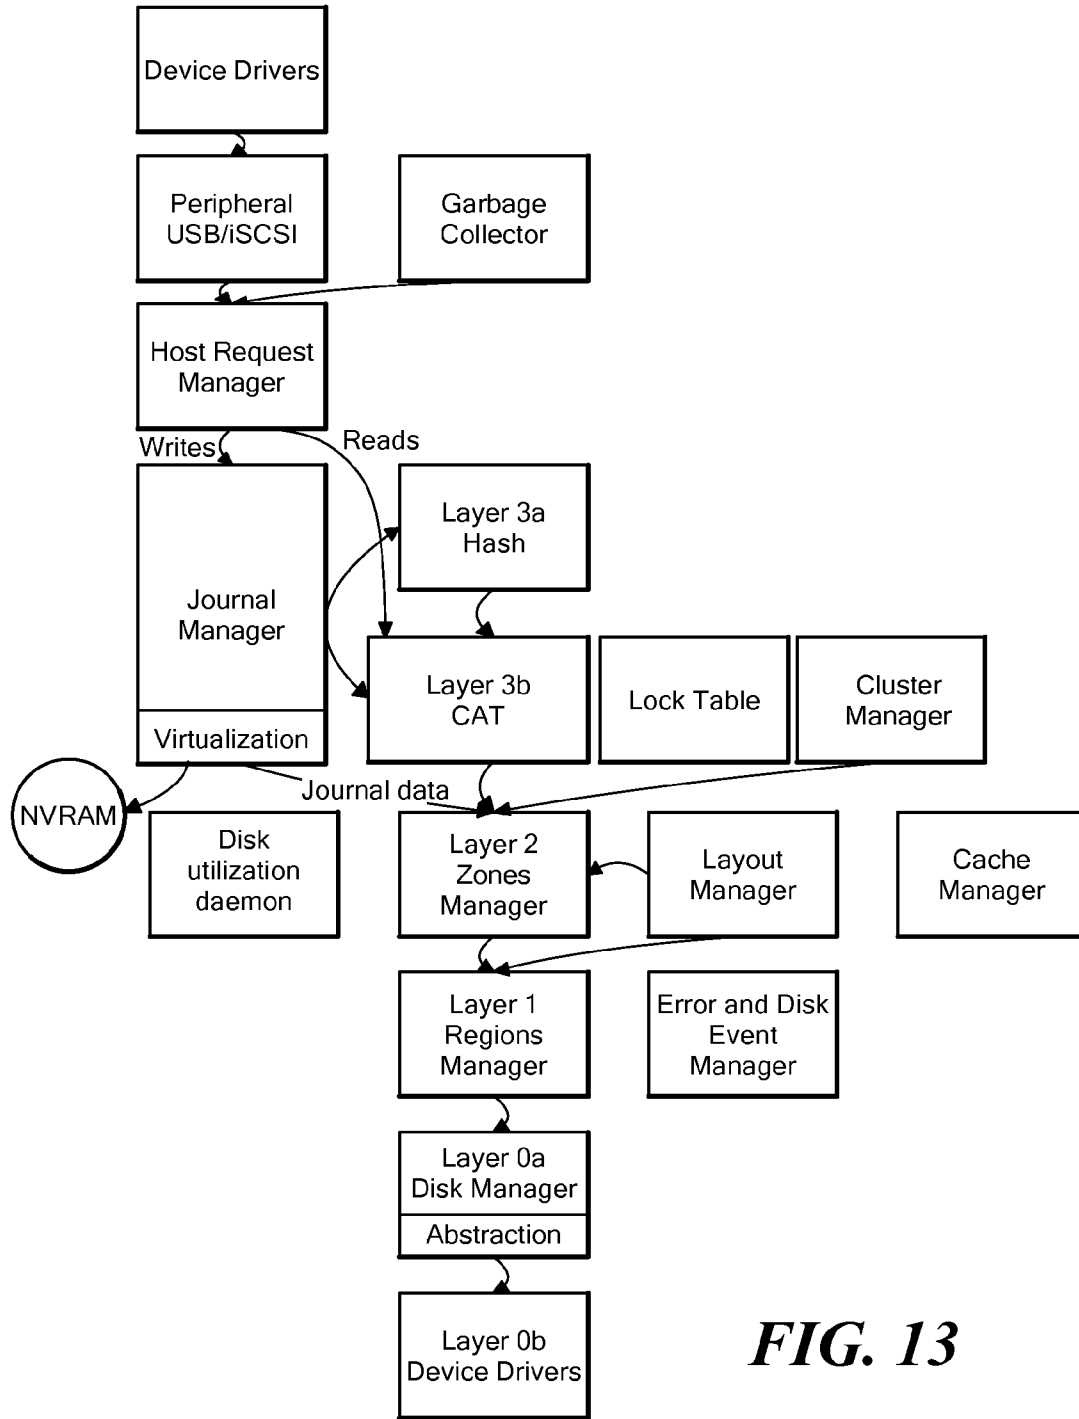 Device Drivers
Peripheral
USB/iSCSI
Garbage
Collector
Host Request
Manager
Writes
Reads
Layer 3a
Hash
Journal
Manager
Virtualization
Layer 3b
CAT
Lock Table
Cluster
Manager
Journal data
NVRAM
Disk
utilization
daemon
Layer 2
Zones
Manager
Layout
Manager
Cache
Manager
Layer 1
Regions
Manager
Error and Disk
Event
Manager
Layer 0a
Disk Manager
Abstraction
Layer 0b
Device Drivers
FIG. 13